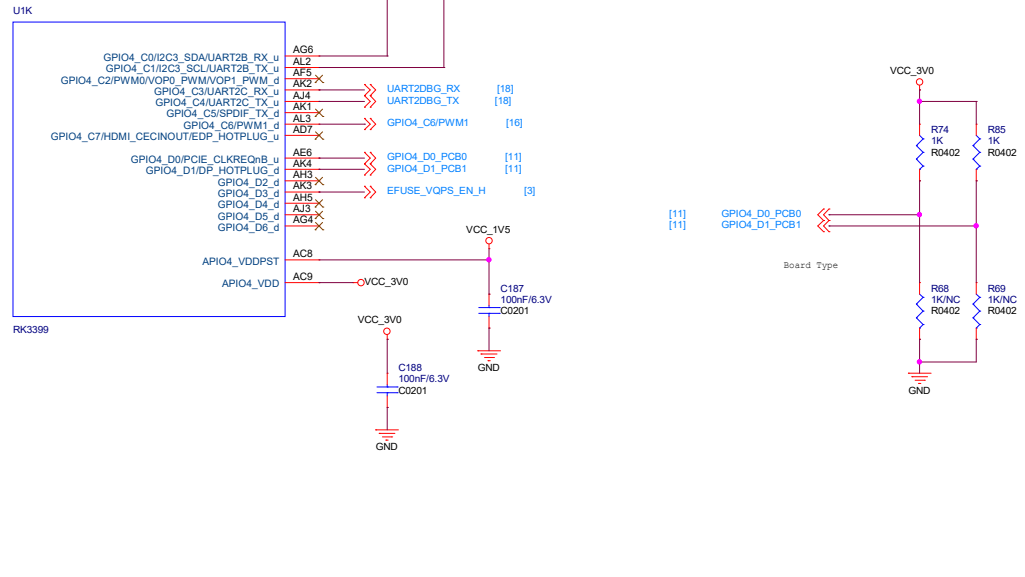 U1K
GPIO4_C0/I2C3_SDA/UART2B_RX_u AG6
GPIO4_C1/I2C3_SCL/UART2B_TX_u AL2
GPIO4_C2/PWM0/VOP0_PWM/VOP1_PWM_d AF5
GPIO4_C3/UART2C_RX_u AK2 UART2DBG_RX [18]
GPIO4_C4/UART2C_TX_u AJ4 UART2DBG_TX [18]
GPIO4_C5/SPDIF_TX_d AK1
GPIO4_C6/PWM1_d AL3 GPIO4_C6/PWM1 [16]
GPIO4_C7/HDMI_CECINOUT/EDP_HOTPLUG_u AD7
GPIO4_D0/PCIE_CLKREQnB_u AE6 GPIO4_D0_PCB0 [11]
GPIO4_D1/DP_HOTPLUG_d AK4 GPIO4_D1_PCB1 [11]
GPIO4_D2_d AH3
GPIO4_D3_d AK3 EFUSE_VQPS_EN_H [3]
GPIO4_D4_d AH5
GPIO4_D5_d AJ3
GPIO4_D6_d AG4
APIO4_VDDPST AC8
APIO4_VDD AC9 VCC_3V0
RK3399
VCC_1V5
C187
100nF/6.3V
C0201
GND
VCC_3V0
C188
100nF/6.3V
C0201
GND
VCC_3V0
R74
1K
R0402
R85
1K
R0402
[11] GPIO4_D0_PCB0
[11] GPIO4_D1_PCB1
Board Type
R68
1K/NC
R0402
R69
1K/NC
R0402
GND